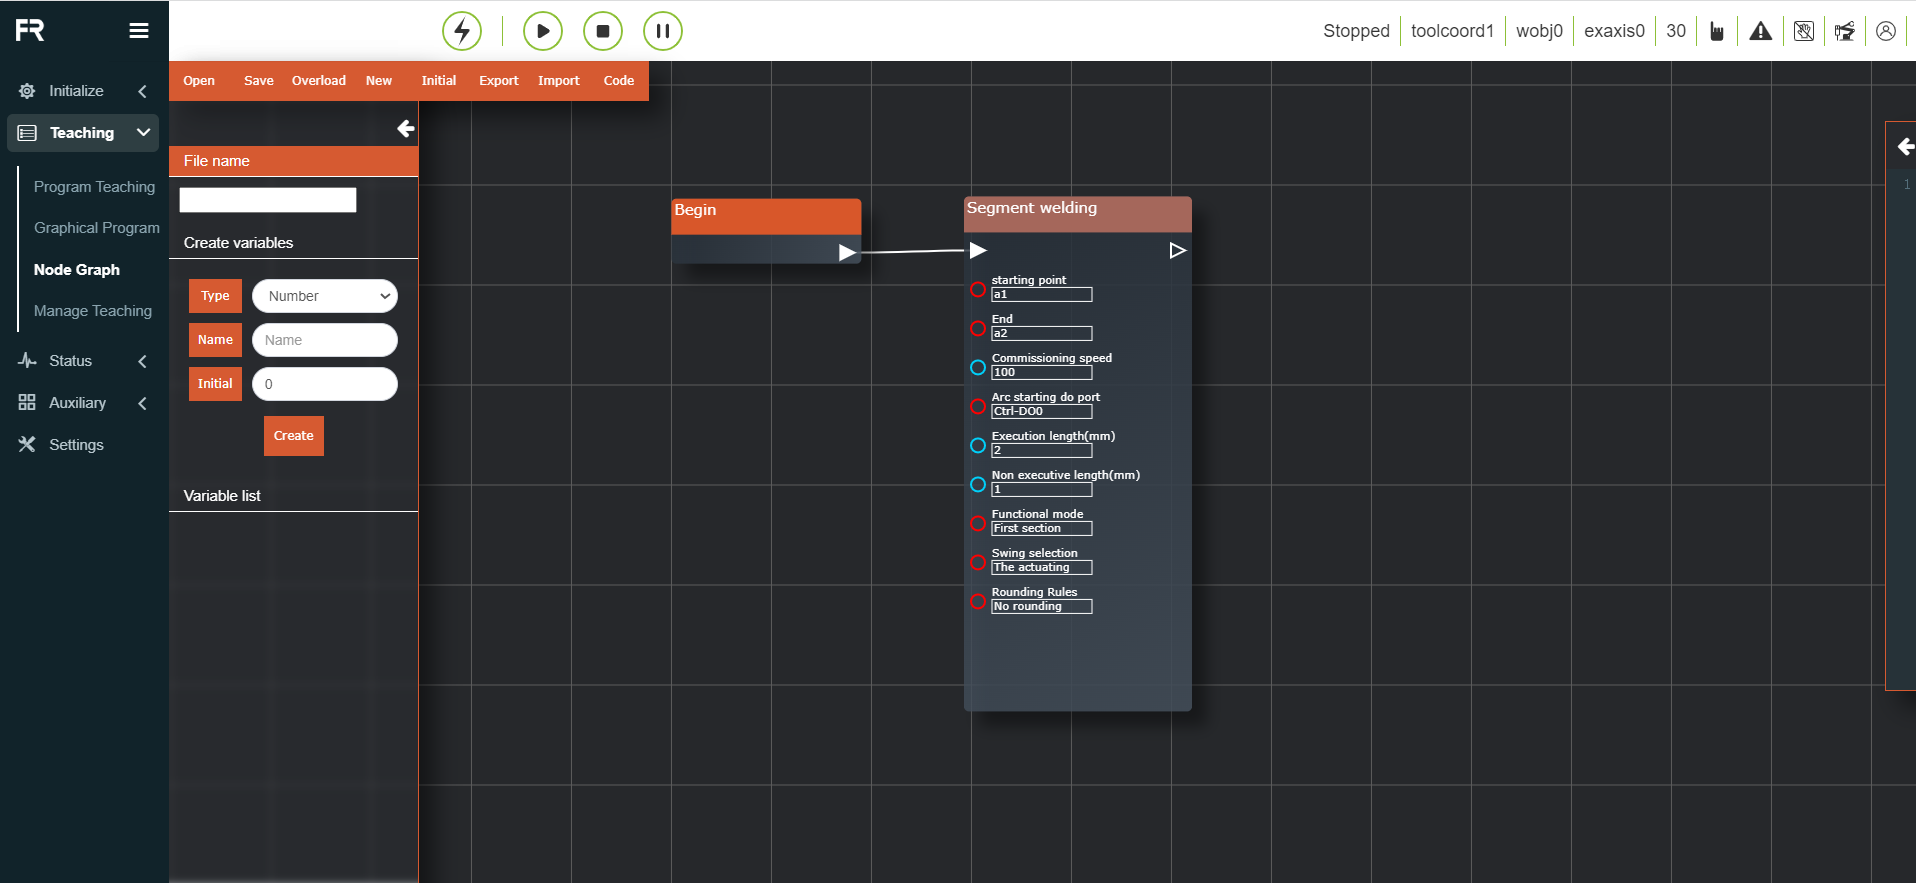 FR
Stopped
toolcoord1
wobj0
exaxis0
30
Initialize
Teaching
Program Teaching
Graphical Program
Node Graph
Manage Teaching
Status
Auxiliary
Settings
Open Save Overload New Initial Export Import Code
File name
Create variables
Type Number
Name Name
Initial 0
Create
Variable list
Begin
Segment welding
starting point
a1
End
a2
Commissioning speed
100
Arc starting do port
Ctrl-DO0
Execution length(mm)
2
Non executive length(mm)
1
Functional mode
First section
Swing selection
The actuating
Rounding Rules
No rounding
1